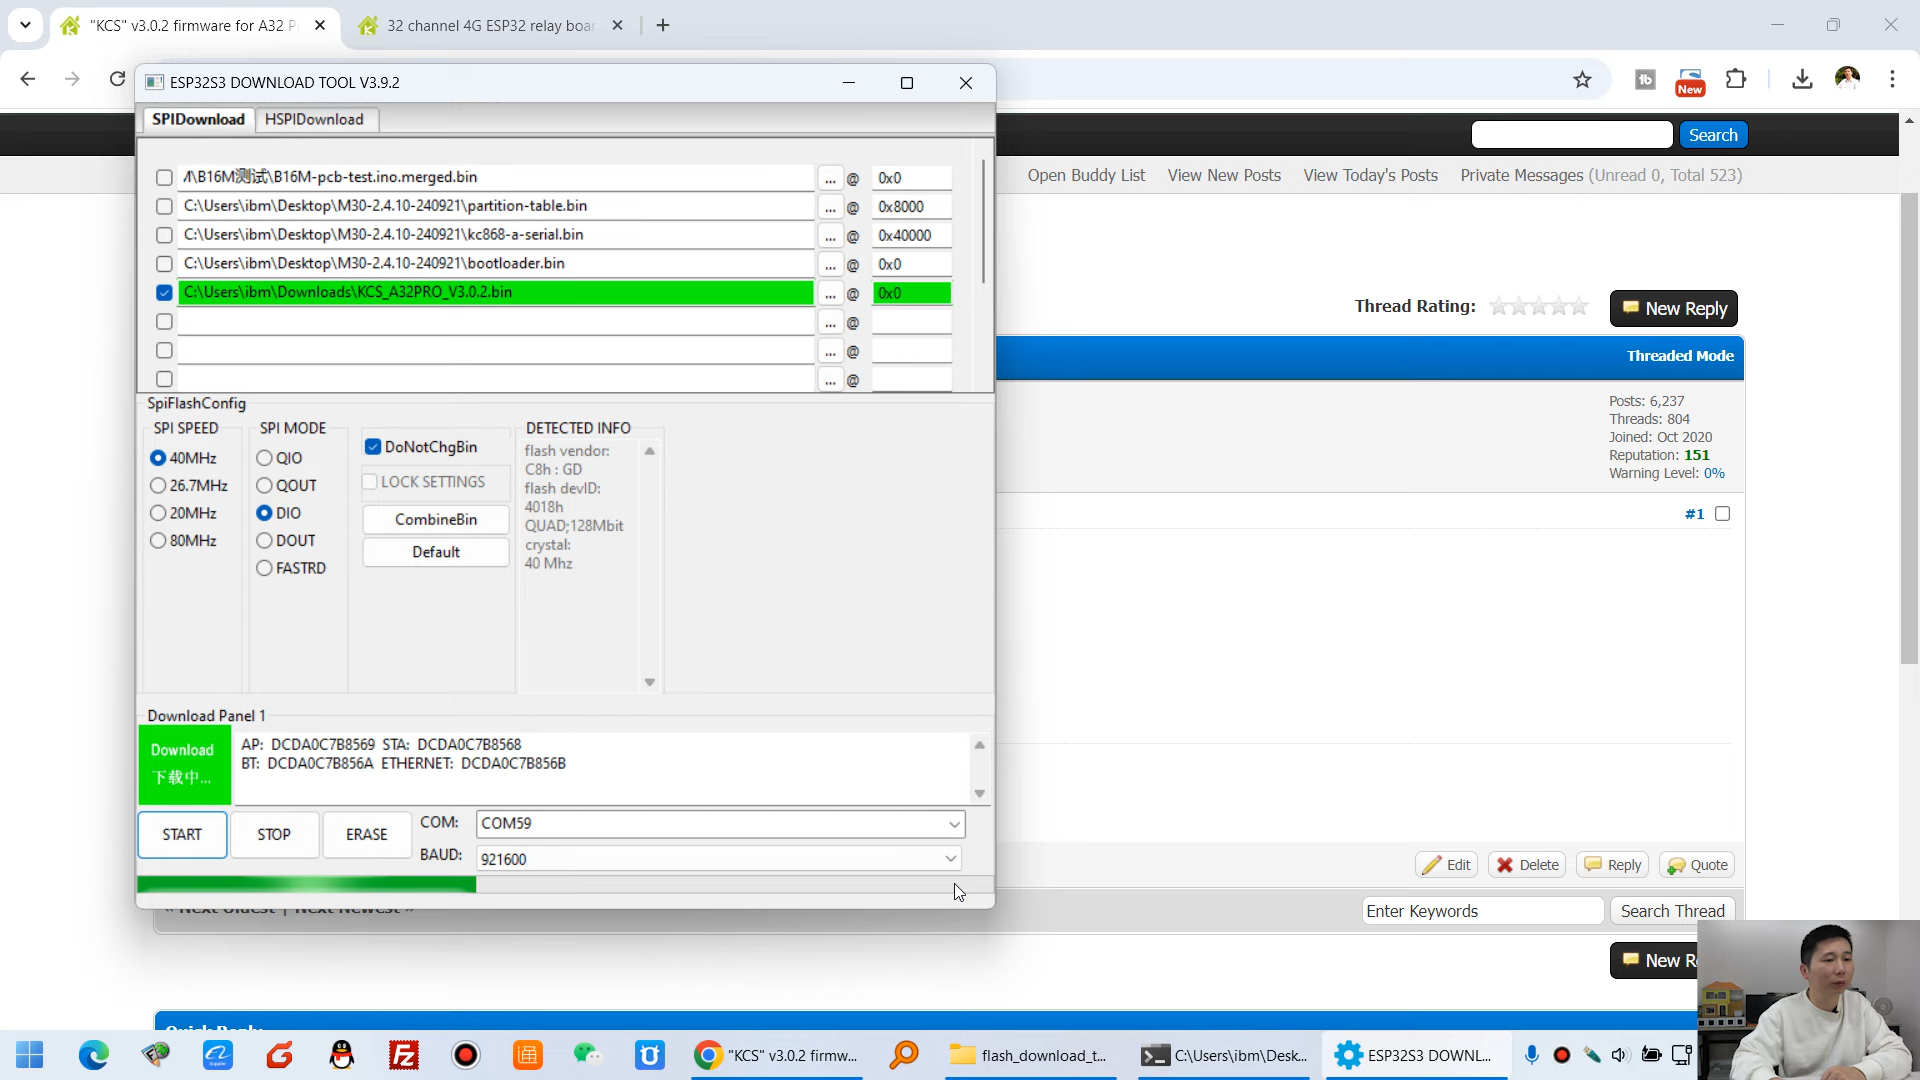 "KCS" v3.0.2 firmware for A32 P
32 channel 4G ESP32 relay boar
New
ESP32S3 DOWNLOAD TOOL V3.9.2
SPIDownload
HSPIDownload
Search
Open Buddy List
View New Posts
View Today's Posts
Private Messages (Unread 0, Total 523)
\B16M测试\B16M-pcb-test.ino.merged.bin
... @ 0x0
C:\Users\ibm\Desktop\M30-2.4.10-240921\partition-table.bin
... @ 0x8000
C:\Users\ibm\Desktop\M30-2.4.10-240921\kc868-a-serial.bin
... @ 0x40000
C:\Users\ibm\Desktop\M30-2.4.10-240921\bootloader.bin
... @ 0x0
C:\Users\ibm\Downloads\KCS_A32PRO_V3.0.2.bin
... @ 0x0
... @
... @
... @
Thread Rating:
New Reply
Threaded Mode
Posts: 6,237
Threads: 804
Joined: Oct 2020
Reputation: 151
Warning Level: 0%
#1
SpiFlashConfig
SPI SPEED
40MHz
26.7MHz
20MHz
80MHz
SPI MODE
QIO
QOUT
DIO
DOUT
FASTRD
DoNotChgBin
LOCK SETTINGS
CombineBin
Default
DETECTED INFO
flash vendor:
C8h : GD
flash devID:
4018h
QUAD;128Mbit
crystal:
40 Mhz
Download Panel 1
Download
下载中...
AP: DCDA0C7B8569 STA: DCDA0C7B8568
BT: DCDA0C7B856A ETHERNET: DCDA0C7B856B
START
STOP
ERASE
COM: COM59
BAUD: 921600
Edit
Delete
Reply
Quote
« Next Oldest | Next Newest »
Enter Keywords
Search Thread
New Re
Quick Reply
"KCS" v3.0.2 firmw...
flash_download_t...
C:\Users\ibm\Desk...
ESP32S3 DOWNL...